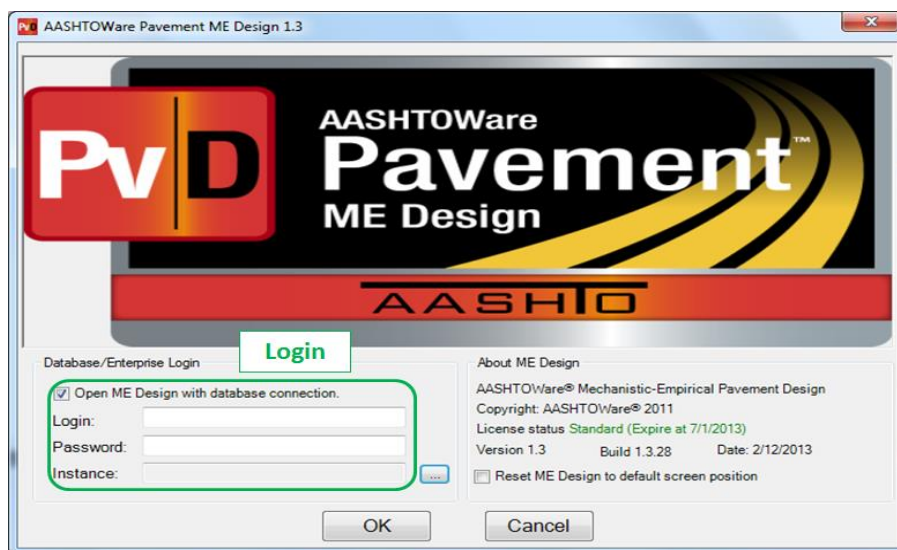 PvD AASHTOWare Pavement ME Design 1.3
PvD
AASHTOWare
Pavement™
ME Design
AASHTO
Login
Database/Enterprise Login
Open ME Design with database connection.
Login:
Password:
Instance:
...
About ME Design
AASHTOWare® Mechanistic-Empirical Pavement Design
Copyright: AASHTOWare® 2011
License status Standard (Expire at 7/1/2013)
Version 1.3 Build 1.3.28 Date: 2/12/2013
Reset ME Design to default screen position
OK Cancel